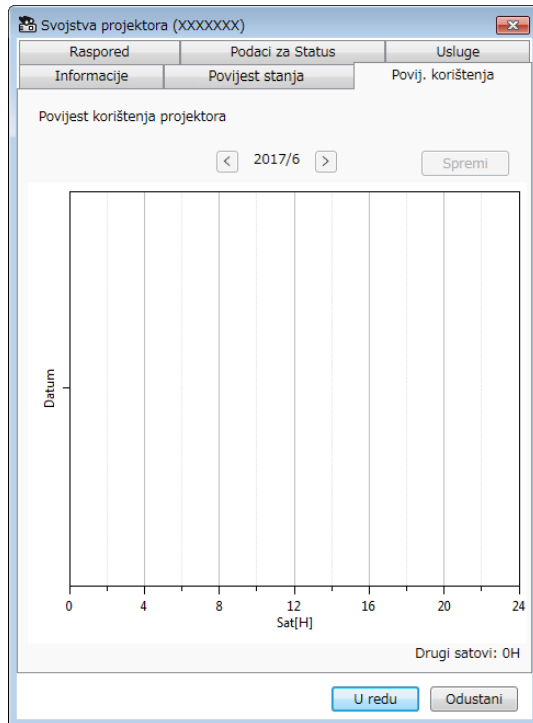 Svojstva projektora (XXXXXXX)
Raspored Podaci za Status Usluge
Informacije Povijest stanja Povij. korištenja
Povijest korištenja projektora
< 2017/6 > Spremi
Datum
0 4 8 12 16 20 24
Sat[H]
Drugi satovi: 0H
U redu Odustani